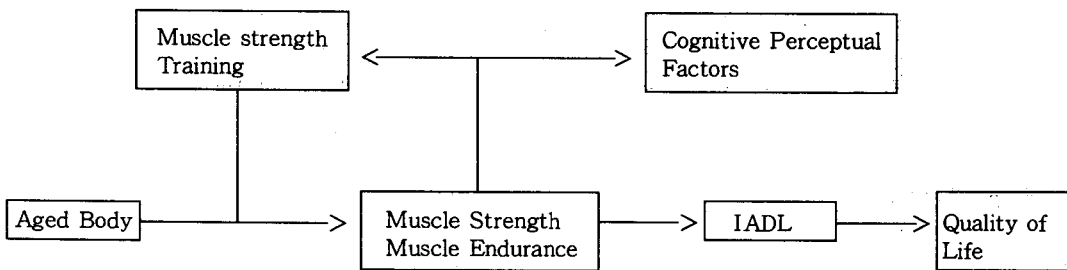 Muscle strength
Training
Cognitive Perceptual
Factors
Aged Body
Muscle Strength
Muscle Endurance
IADL
Quality of
Life